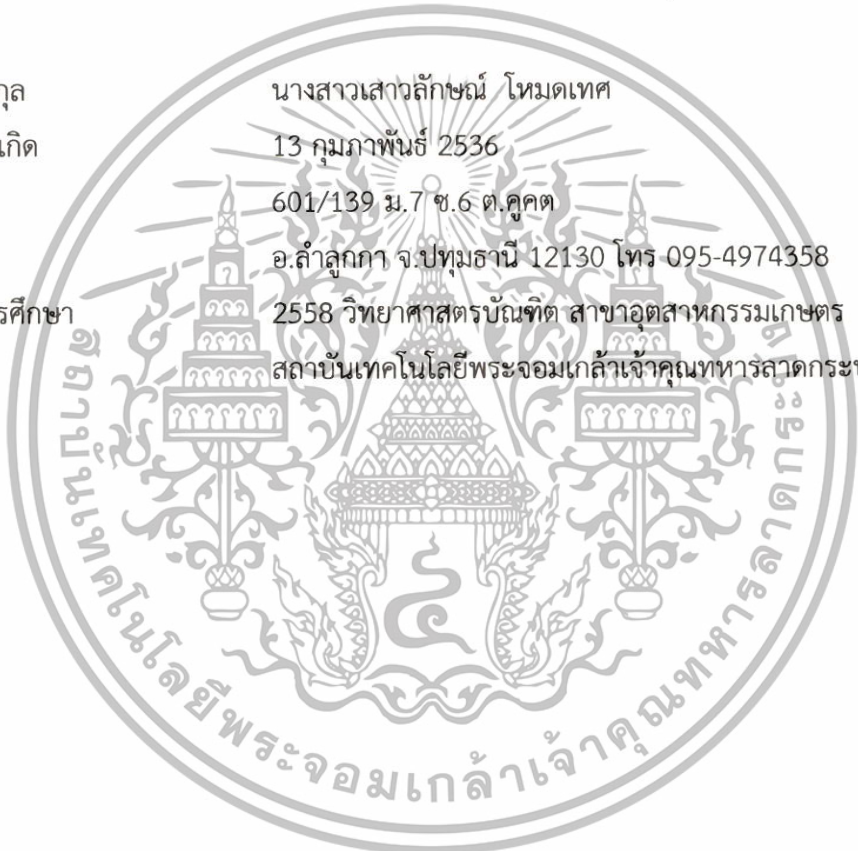 กุล นางสาวเสาวลักษณ์ โหมดเทศ
เกิด 13 กุมภาพันธ์ 2536
601/139 ม.7 ซ.6 ต.คูคต
อ.ลำลูกกา จ.ปทุมธานี 12130 โทร 095-4974358
รศึกษา 2558 วิทยาศาสตรบัณฑิต สาขาอุตสาหกรรมเกษตร
สถาบันเทคโนโลยีพระจอมเกล้าเจ้าคุณทหารลาดกระ
สถาบันเทคโนโลยีพระจอมเกล้าเจ้าคุณทหารลาดกระบัง